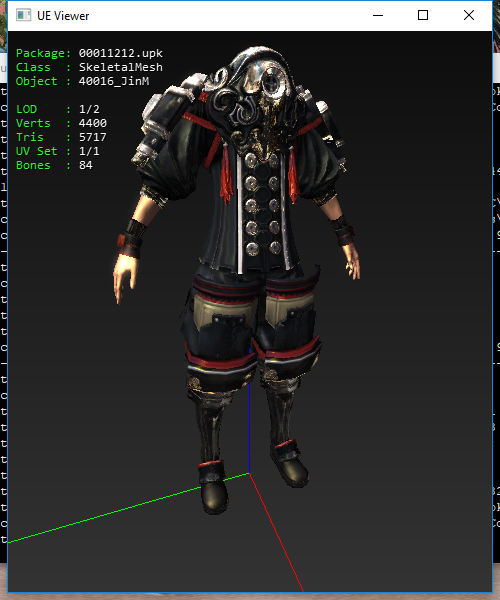 UE Viewer
Package: 00011212.upk
Class  : SkeletalMesh
Object : 40016_JinM
LOD    : 1/2
Verts  : 4400
Tris   : 5717
UV Set : 1/1
Bones  : 84